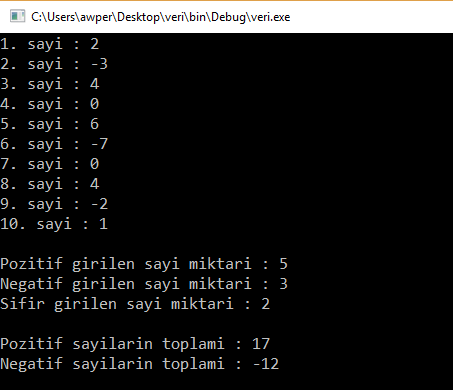 C:\Users\awper\Desktop\veri\bin\Debug\veri.exe
1. sayi : 2
2. sayi : -3
3. sayi : 4
4. sayi : 0
5. sayi : 6
6. sayi : -7
7. sayi : 0
8. sayi : 4
9. sayi : -2
10. sayi : 1
Pozitif girilen sayi miktari : 5
Negatif girilen sayi miktari : 3
Sifir girilen sayi miktari : 2
Pozitif sayilarin toplami : 17
Negatif sayilarin toplami : -12